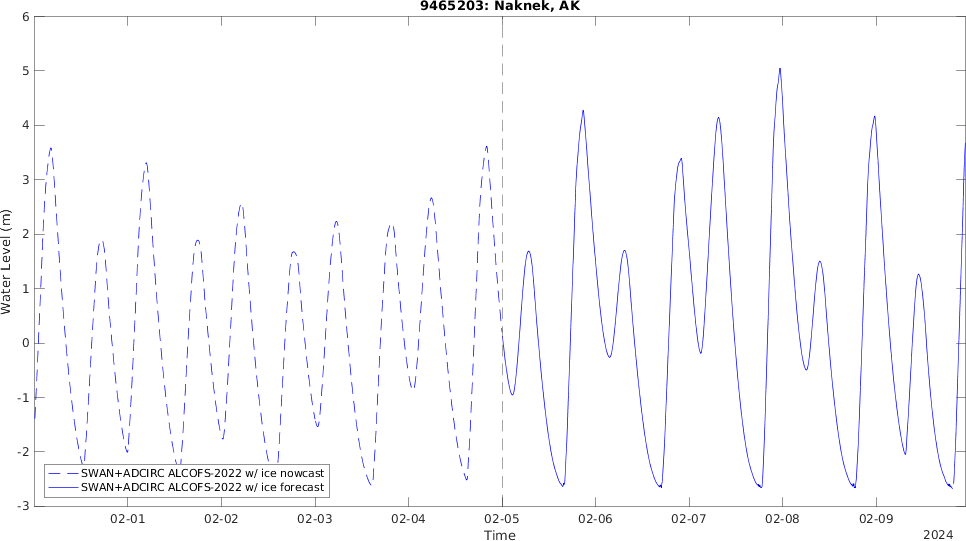 9465203: Naknek, AK
6
5
4
3
2
1
0
-1
-2
-3
Water Level (m)
SWAN+ADCIRC ALCOFS-2022 w/ ice nowcast
SWAN+ADCIRC ALCOFS-2022 w/ ice forecast
02-01 02-02 02-03 02-04 02-05 02-06 02-07 02-08 02-09
Time
2024